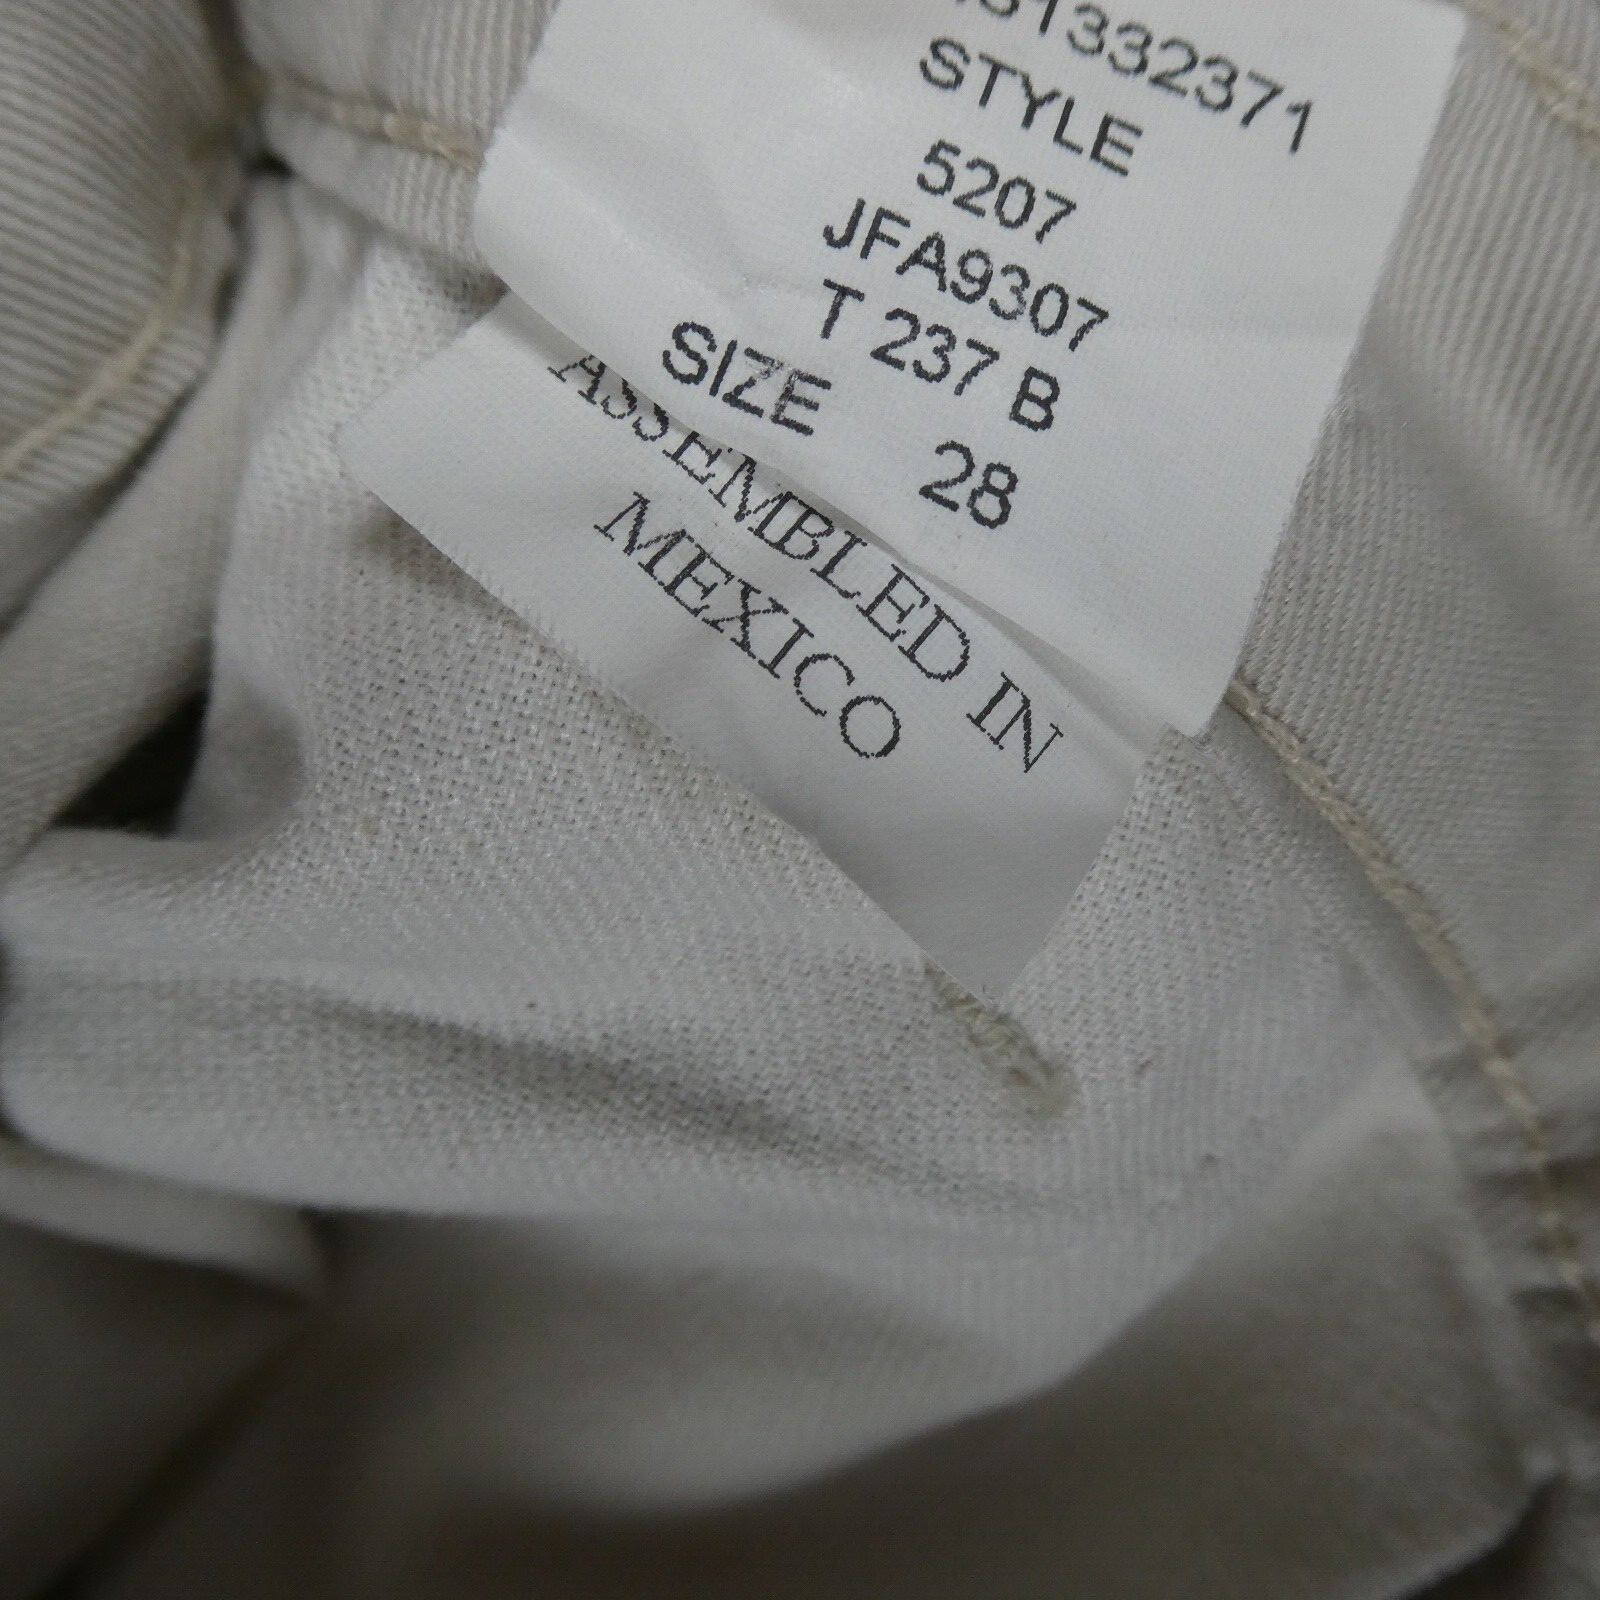 STYLE
5207
JFA9307
T 237 B
SIZE 28
ASSEMBLED IN
MEXICO